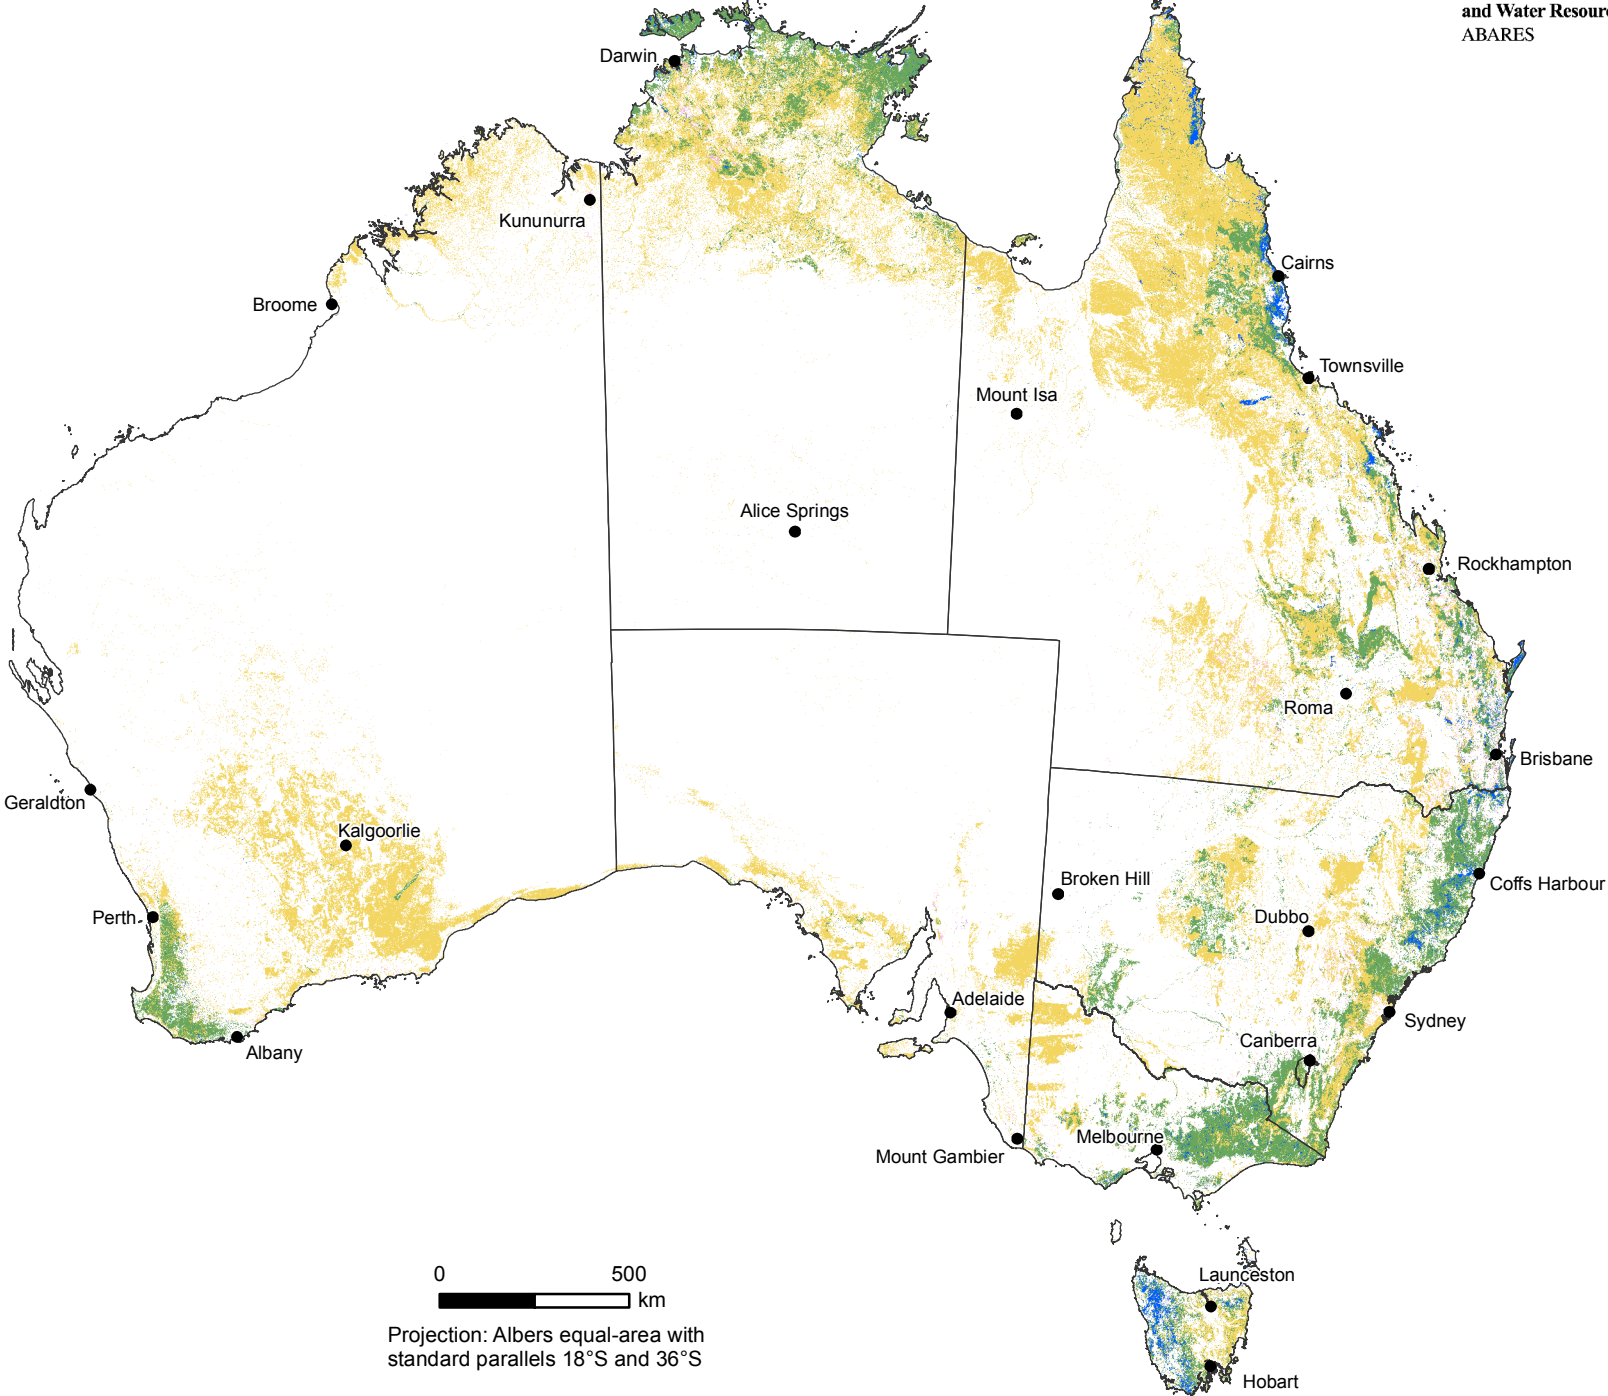 and Water Resour
ABARES
Darwin
Kununurra
Cairns
Broome
Townsville
Mount Isa
Alice Springs
Rockhampton
Roma
Brisbane
Geraldton
Kalgoorlie
Broken Hill
Coffs Harbour
Perth
Dubbo
Adelaide
Sydney
Canberra
Albany
Melbourne
Mount Gambier
0 500
km
Launceston
Projection: Albers equal-area with
standard parallels 18°S and 36°S
Hobart